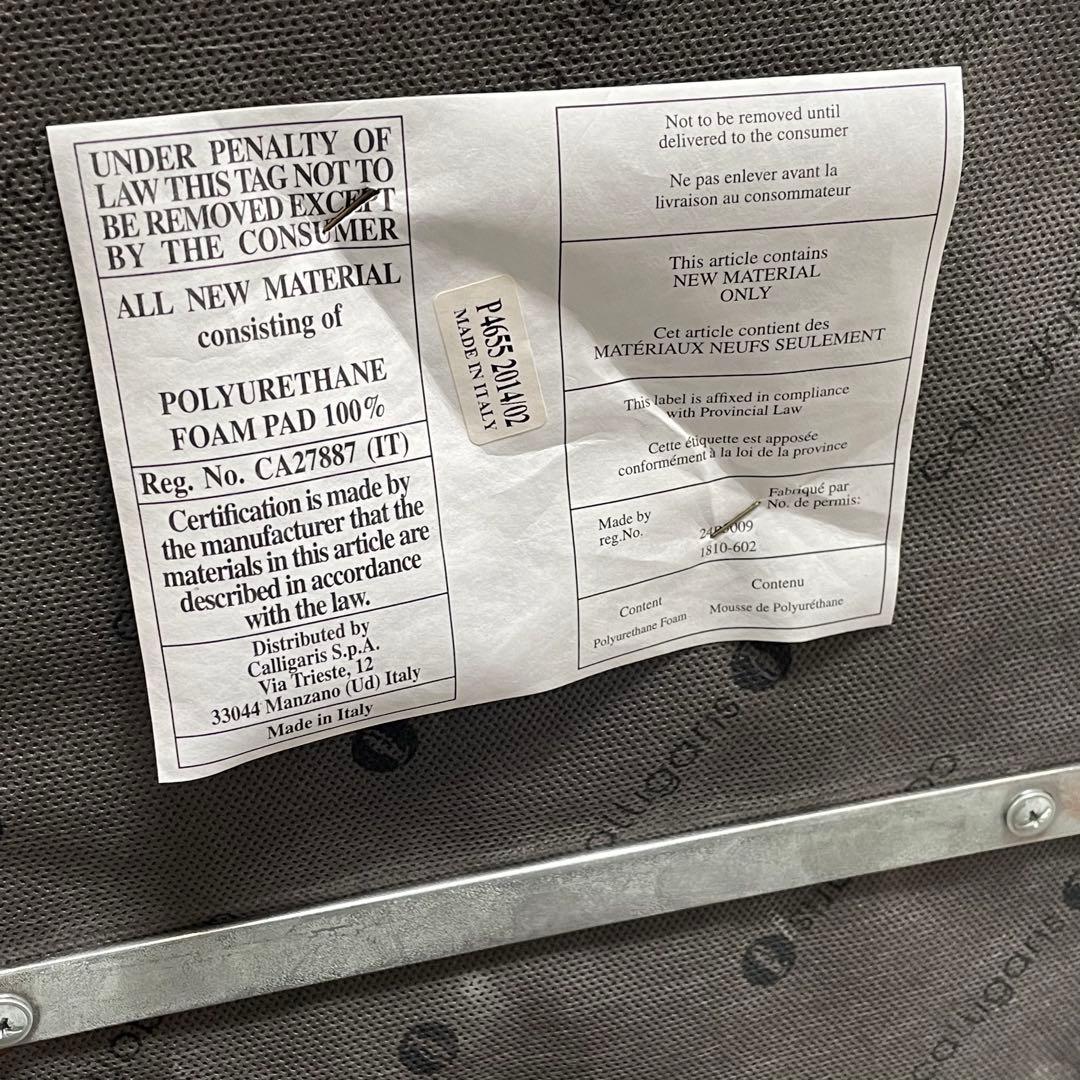 UNDER PENALTY OF
LAW THIS TAG NOT TO
BE REMOVED EXCEPT
BY THE CONSUMER
ALL NEW MATERIAL
consisting of
POLYURETHANE
FOAM PAD 100%
Reg. No. CA27887 (IT)
Certification is made by
the manufacturer that the
materials in this article are
described in accordance
with the law.
Distributed by
Calligaris S.p.A.
Via Trieste, 12
33044 Manzano (Ud) Italy
Made in Italy
P4655 2014/02
MADE IN ITALY
Not to be removed until
delivered to the consumer
Ne pas enlever avant la
livraison au consommateur
This article contains
NEW MATERIAL
ONLY
Cet article contient des
MATÉRIAUX NEUFS SEULEMENT
This label is affixed in compliance
with Provincial Law
Cette étiquette est apposée
conformément à la loi de la province
Made by
reg.No.
Fabriqué par
No. de permis:
1810-602
Content
Polyurethane Foam
Contenu
Mousse de Polyuréthane
calligaris